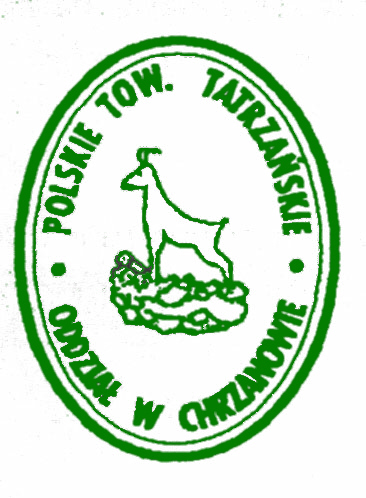 POLSKIE TOW. TATRZAŃSKIE
ODDZIAŁ W CHRZANOWIE